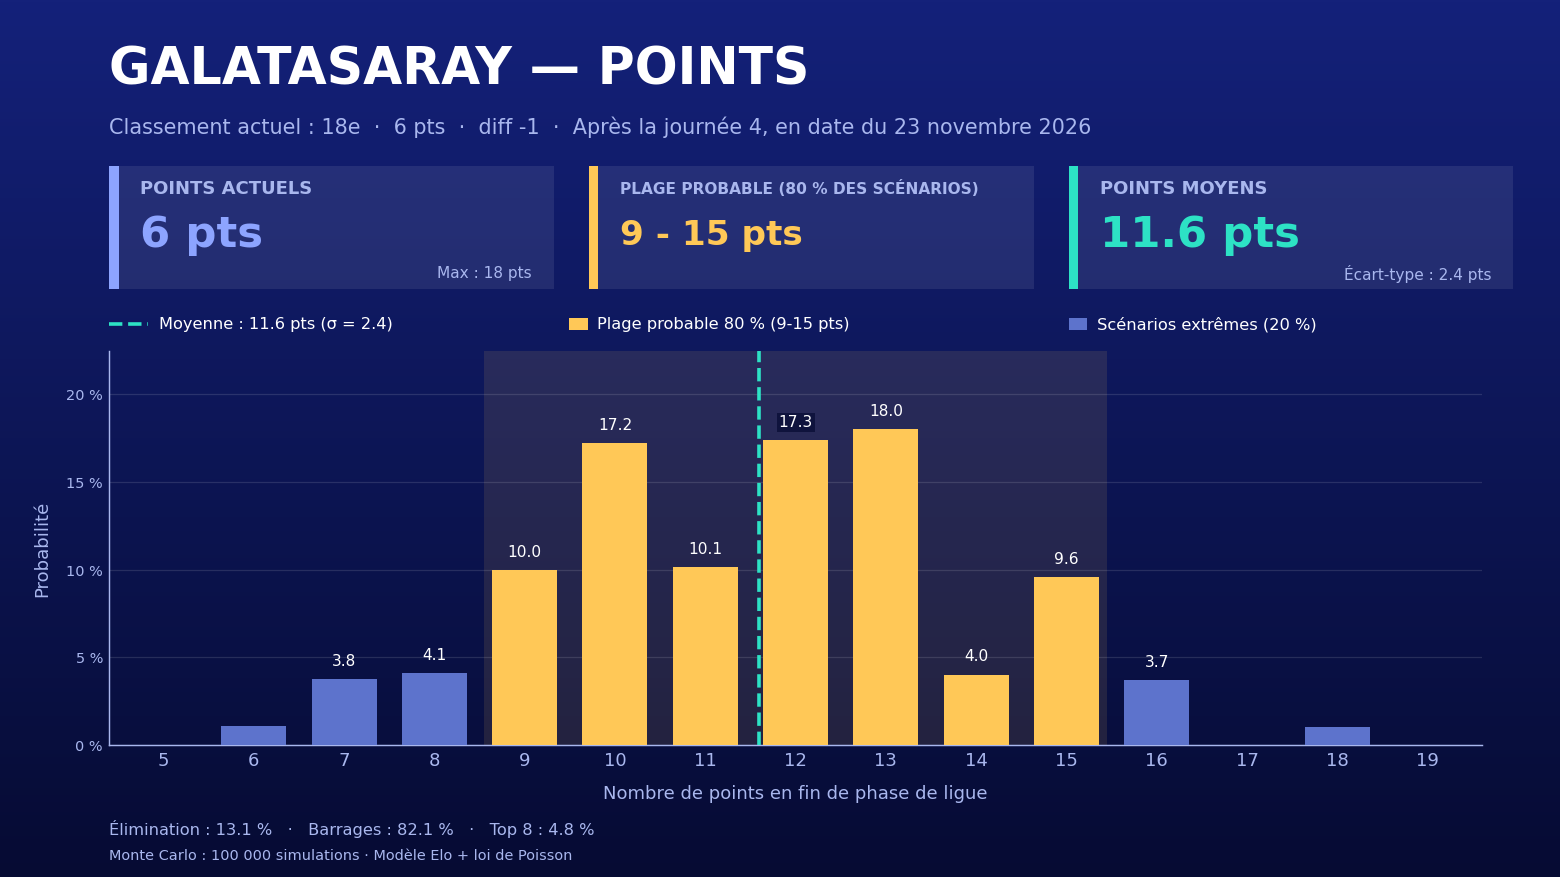 GALATASARAY — POINTS
Classement actuel : 18e · 6 pts · diff -1 · Après la journée 4, en date du 23 novembre 2026
POINTS ACTUELS
6 pts
Max : 18 pts
PLAGE PROBABLE (80 % DES SCÉNARIOS)
9 - 15 pts
POINTS MOYENS
11.6 pts
Écart-type : 2.4 pts
Moyenne : 11.6 pts (σ = 2.4)
Plage probable 80 % (9-15 pts)
Scénarios extrêmes (20 %)
Probabilité
20 %
15 %
10 %
5 %
0 %
3.8
4.1
10.0
17.2
10.1
17.3
18.0
4.0
9.6
3.7
5 6 7 8 9 10 11 12 13 14 15 16 17 18 19
Nombre de points en fin de phase de ligue
Élimination : 13.1 % · Barrages : 82.1 % · Top 8 : 4.8 %
Monte Carlo : 100 000 simulations · Modèle Elo + loi de Poisson